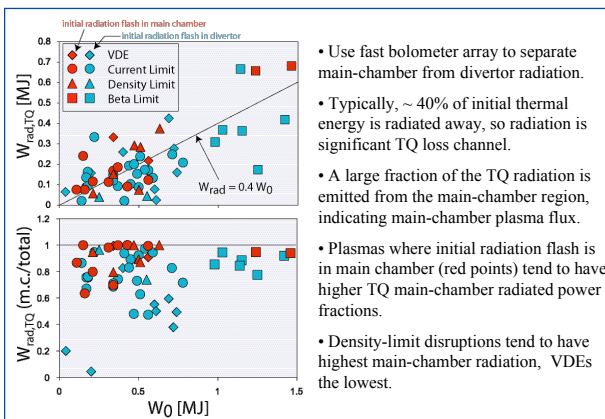 initial radiation flash in main chamber
initial radiation flash in divertor
0.8
0.7
0.6
0.5
0.4
0.3
0.2
0.1
0
W_rad,TQ [MJ]
VDE
Current Limit
Density Limit
Beta Limit
W_rad = 0.4 W_0
1.2
1
0.8
0.6
0.4
0.2
0
W_rad,TQ (m.c./total)
0 0.5 1 1.5
W_0 [MJ]
• Use fast bolometer array to separate
main-chamber from divertor radiation.
• Typically, ~ 40% of initial thermal
energy is radiated away, so radiation is
significant TQ loss channel.
• A large fraction of the TQ radiation is
emitted from the main-chamber region,
indicating main-chamber plasma flux.
• Plasmas where initial radiation flash is
in main chamber (red points) tend to have
higher TQ main-chamber radiated power
fractions.
• Density-limit disruptions tend to have
highest main-chamber radiation, VDEs
the lowest.